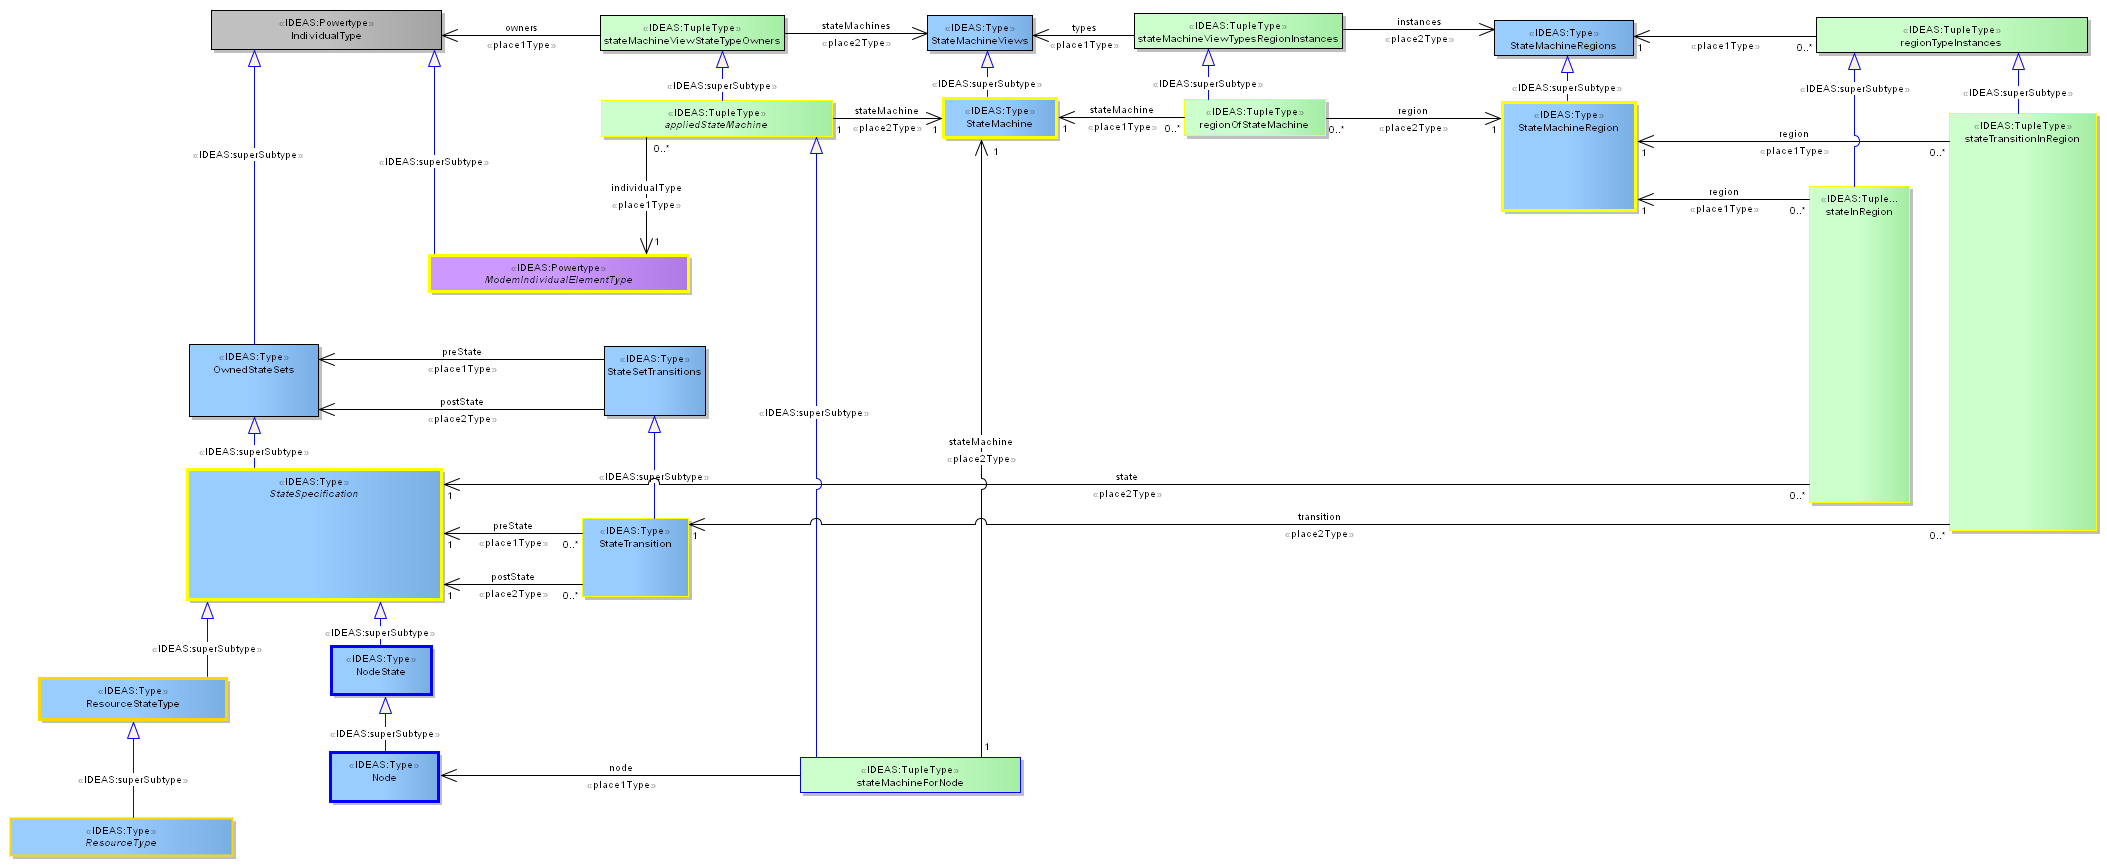 «IDEAS:Powertype»
IndividualType
owners
«place1Type»
«IDEAS:TupleType»
stateMachineViewStateTypeOwners
stateMachines
«place2Type»
«IDEAS:Type»
StateMachineViews
types
«place1Type»
«IDEAS:TupleType»
stateMachineViewTypesRegionInstances
instances
«place2Type»
«IDEAS:Type»
StateMachineRegions
1
«place1Type»
0..*
«IDEAS:TupleType»
regionTypeInstances
«IDEAS:superSubtype»
«IDEAS:superSubtype»
«IDEAS:superSubtype»
«IDEAS:superSubtype»
«IDEAS:superSubtype»
«IDEAS:superSubtype»
«IDEAS:TupleType»
appliedStateMachine
1
stateMachine
«place2Type»
1
«IDEAS:Type»
StateMachine
1
stateMachine
«place1Type»
0..*
«IDEAS:TupleType»
regionOfStateMachine
0..*
region
«place2Type»
1
«IDEAS:Type»
StateMachineRegion
1
region
«place1Type»
0..*
«IDEAS:TupleType»
stateTransitionInRegion
1
region
«place1Type»
0..*
«IDEAS:Tuple...
stateInRegion
«IDEAS:superSubtype»
«IDEAS:superSubtype»
0..*
individualType
«place1Type»
1
1
«IDEAS:Powertype»
ModemIndividualElementType
«IDEAS:Type»
OwnedStateSets
preState
«place1Type»
postState
«place2Type»
«IDEAS:Type»
StateSetTransitions
«IDEAS:superSubtype»
«IDEAS:superSubtype»
«IDEAS:superSubtype»
stateMachine
«place2Type»
«IDEAS:Type»
StateSpecification
1
state
«place2Type»
0..*
1
preState
«place1Type»
0..*
1
postState
«place2Type»
0..*
«IDEAS:Type»
StateTransition
1
transition
«place2Type»
0..*
«IDEAS:superSubtype»
«IDEAS:superSubtype»
«IDEAS:Type»
NodeState
«IDEAS:Type»
ResourceStateType
«IDEAS:superSubtype»
«IDEAS:superSubtype»
«IDEAS:Type»
Node
node
«place1Type»
1
«IDEAS:TupleType»
stateMachineForNode
«IDEAS:Type»
ResourceType